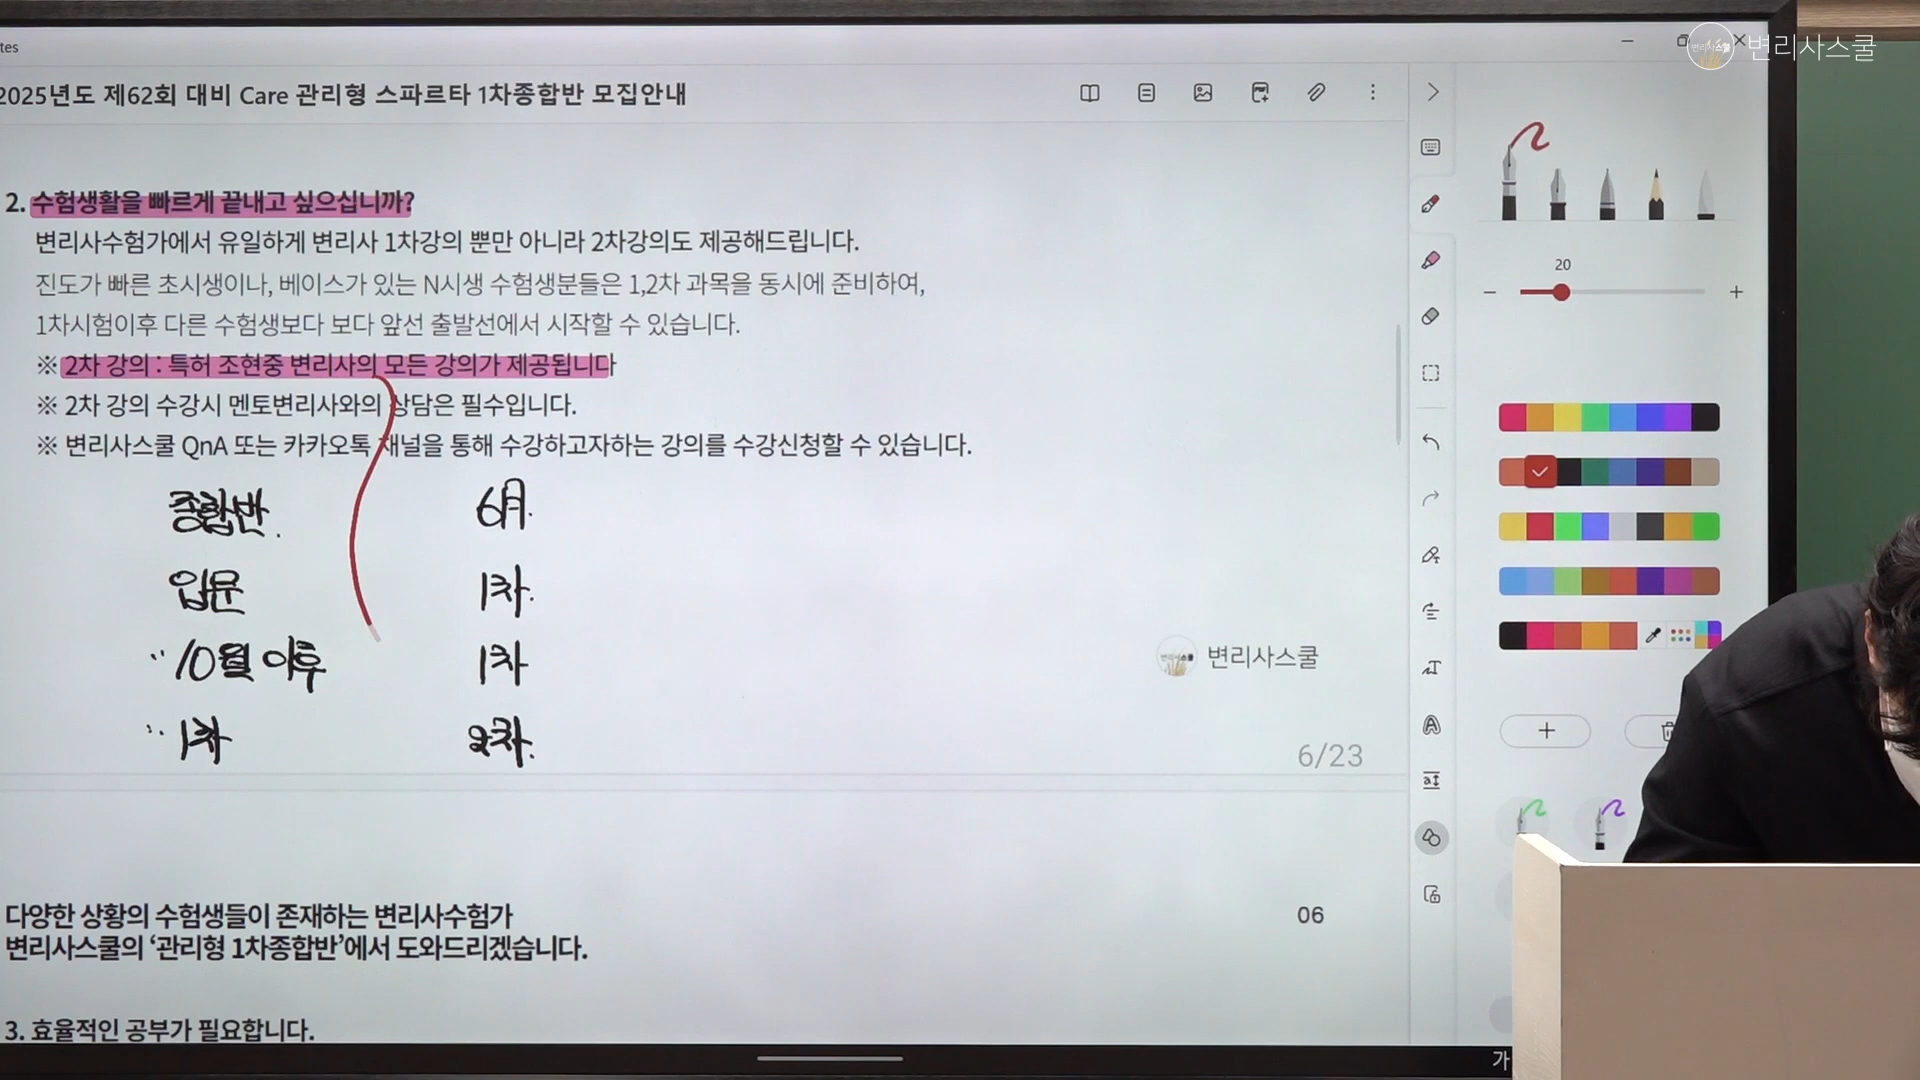 tes
변리사스쿨
2025년도 제62회 대비 Care 관리형 스파르타 1차종합반 모집안내
2. 수험생활을 빠르게 끝내고 싶으십니까?
변리사수험가에서 유일하게 변리사 1차강의 뿐만 아니라 2차강의도 제공해드립니다.
진도가 빠른 초시생이나, 베이스가 있는 N시생 수험생분들은 1,2차 과목을 동시에 준비하여,
1차시험이후 다른 수험생보다 보다 앞선 출발선에서 시작할 수 있습니다.
※ 2차 강의 : 특허 조현중 변리사의 모든 강의가 제공됩니다
※ 2차 강의 수강시 멘토변리사와의 상담은 필수입니다.
※ 변리사스쿨 QnA 또는 카카오톡 채널을 통해 수강하고자하는 강의를 수강신청할 수 있습니다.
종합반. 6月.
입문 1차.
〃 10월 이후 1차
〃 1차 2차.
변리사스쿨
6/23
다양한 상황의 수험생들이 존재하는 변리사수험가
변리사스쿨의 ‘관리형 1차종합반’에서 도와드리겠습니다.
06
3. 효율적인 공부가 필요합니다.
20
가